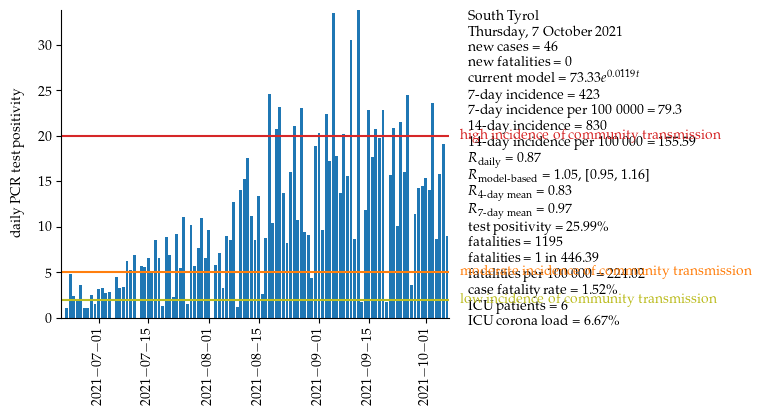 South Tyrol
Thursday, 7 October 2021
new cases = 46
new fatalities = 0
current model = 73.33e^0.0119t
7-day incidence = 423
7-day incidence per 100 0000 = 79.3
14-day incidence = 830
high incidence of community transmission
14-day incidence per 100 000 = 155.59
R_daily = 0.87
R_model-based = 1.05, [0.95, 1.16]
R_4-day mean = 0.83
R_7-day mean = 0.97
test positivity = 25.99%
fatalities = 1195
fatalities = 1 in 446.39
moderate incidence of community transmission
fatalities per 100 000 = 224.02
case fatality rate = 1.52%
low incidence of community transmission
ICU patients = 6
ICU corona load = 6.67%
daily PCR test positivity
30
25
20
15
10
5
0
2021−07−01
2021−07−15
2021−08−01
2021−08−15
2021−09−01
2021−09−15
2021−10−01